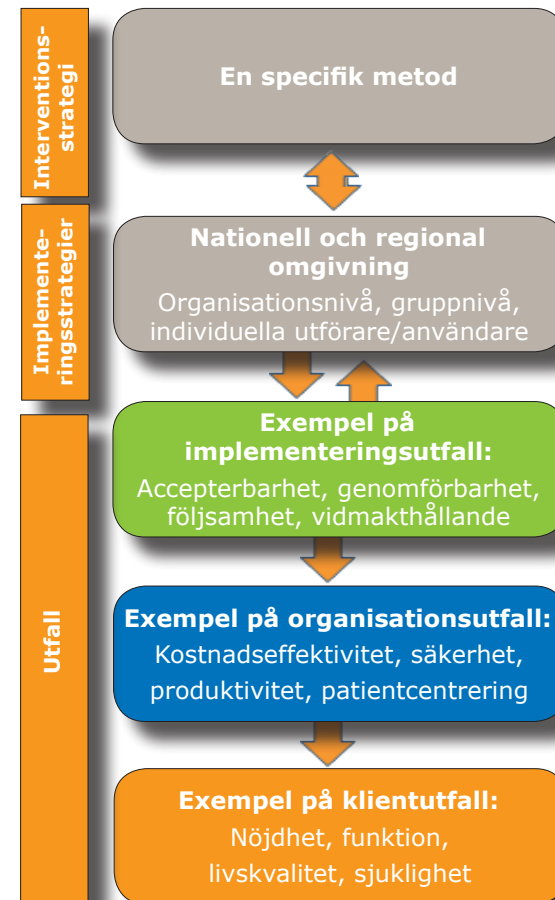 Interventions-
strategi
En specifik metod
Implemente-
ringsstrategier
Nationell och regional
omgivning
Organisationsnivå, gruppnivå,
individuella utförare/användare
Utfall
Exempel på
implementeringsutfall:
Accepterbarhet, genomförbarhet,
följsamhet, vidmakthållande
Exempel på organisationsutfall:
Kostnadseffektivitet, säkerhet,
produktivitet, patientcentrering
Exempel på klientutfall:
Nöjdhet, funktion,
livskvalitet, sjuklighet